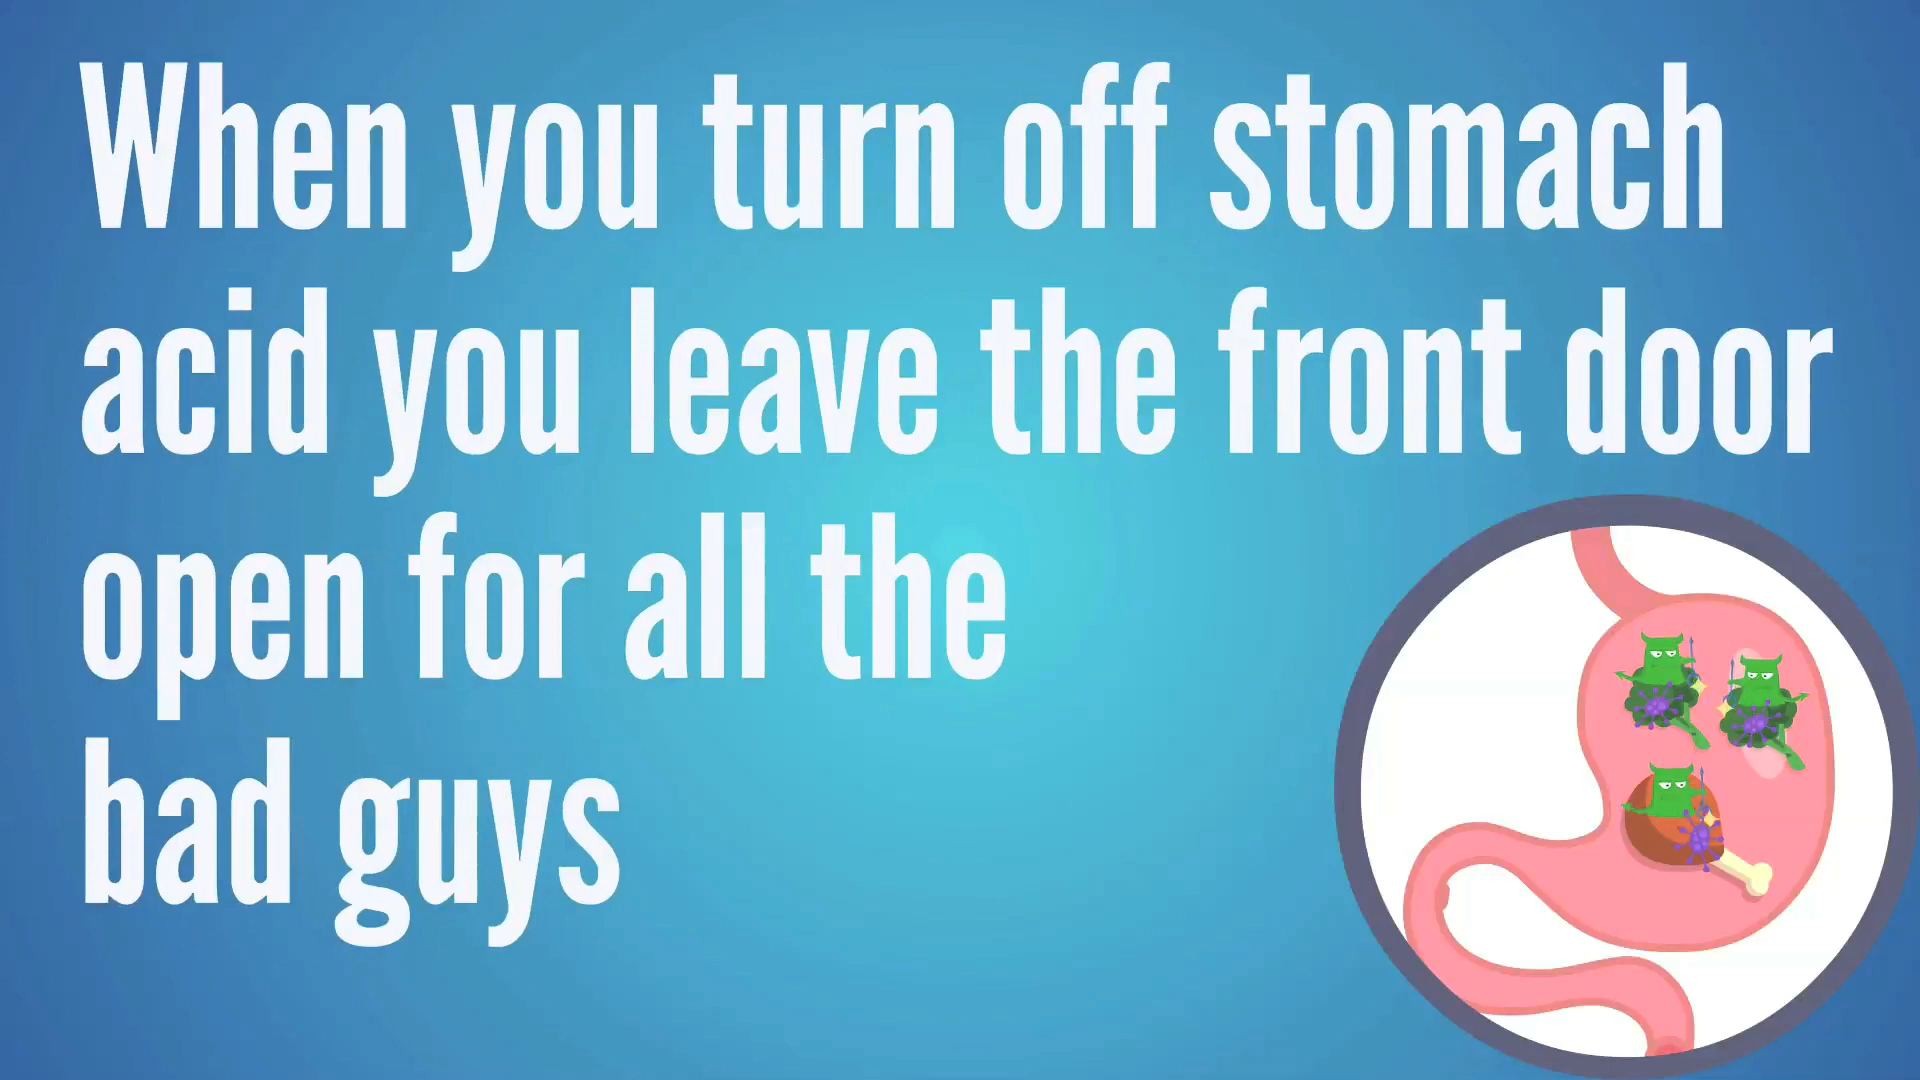 When you turn off stomach
acid you leave the front door
open for all the
bad guys